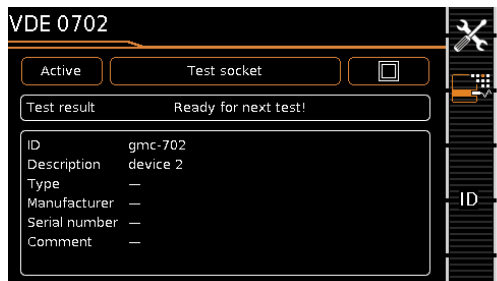 VDE 0702
Active
Test socket
Test result Ready for next test!
ID gmc-702
Description device 2
Type —
Manufacturer —
Serial number —
Comment —
ID